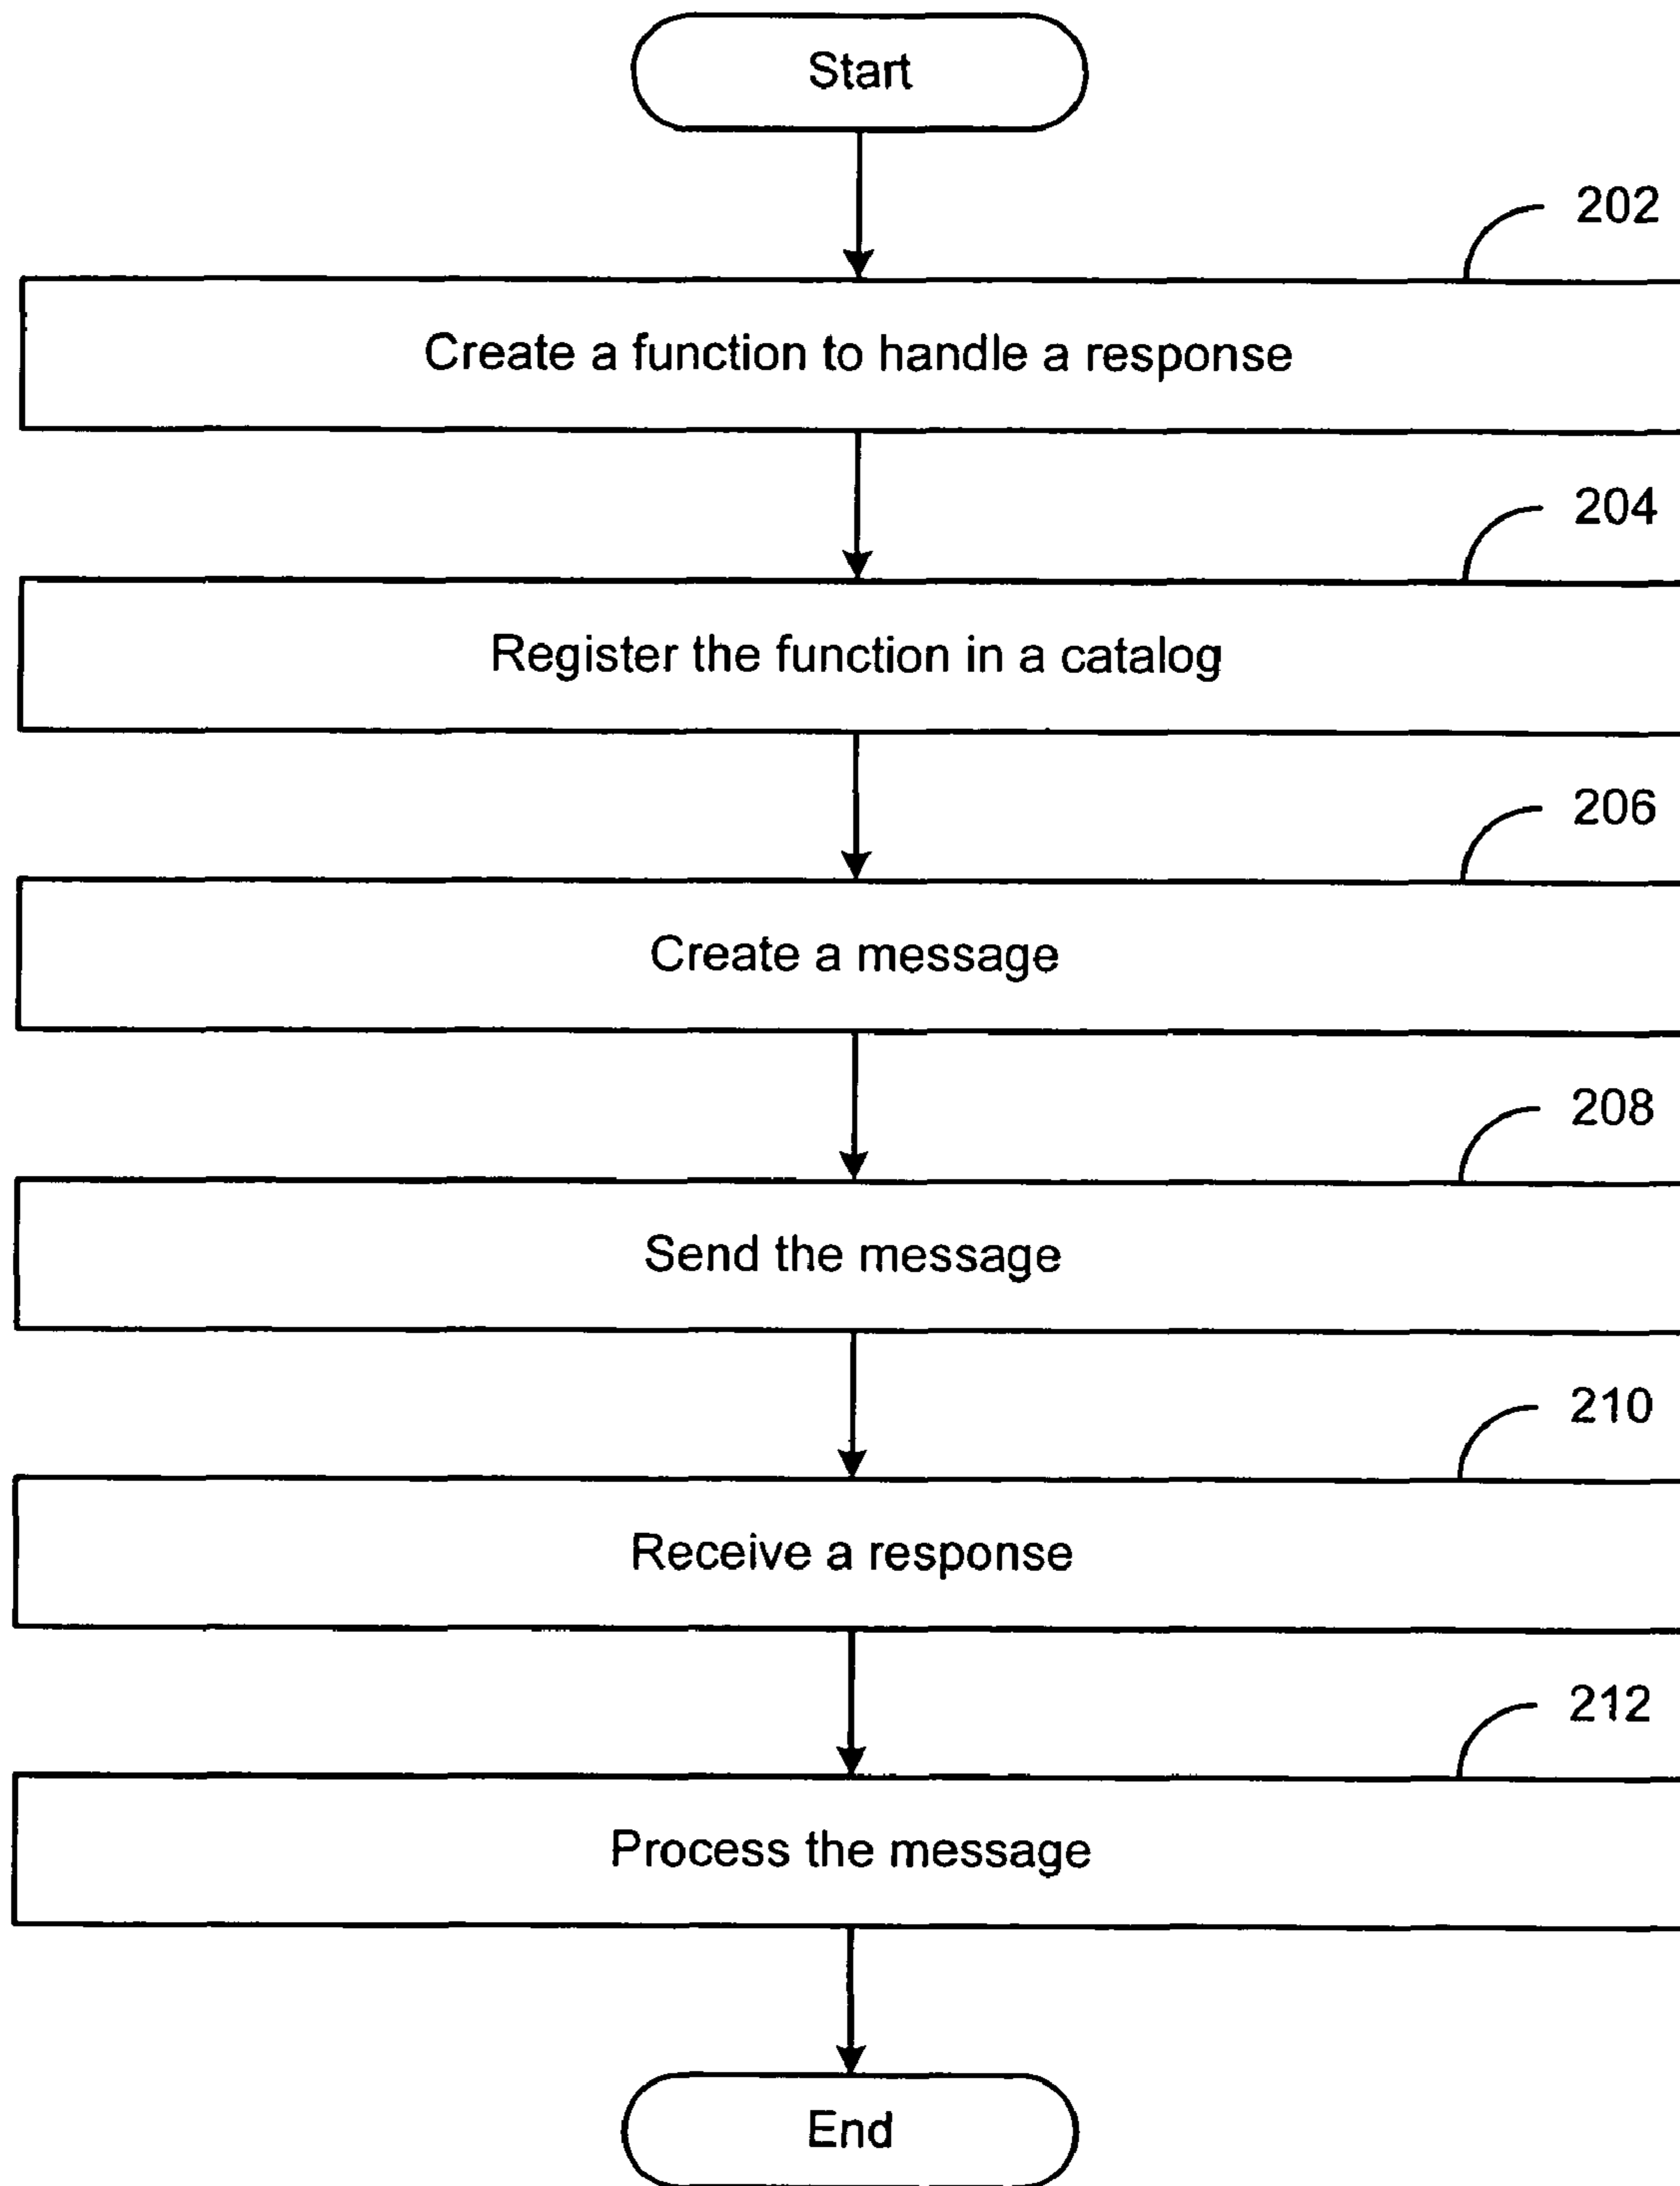 Start
202
Create a function to handle a response
204
Register the function in a catalog
206
Create a message
208
Send the message
210
Receive a response
212
Process the message
End